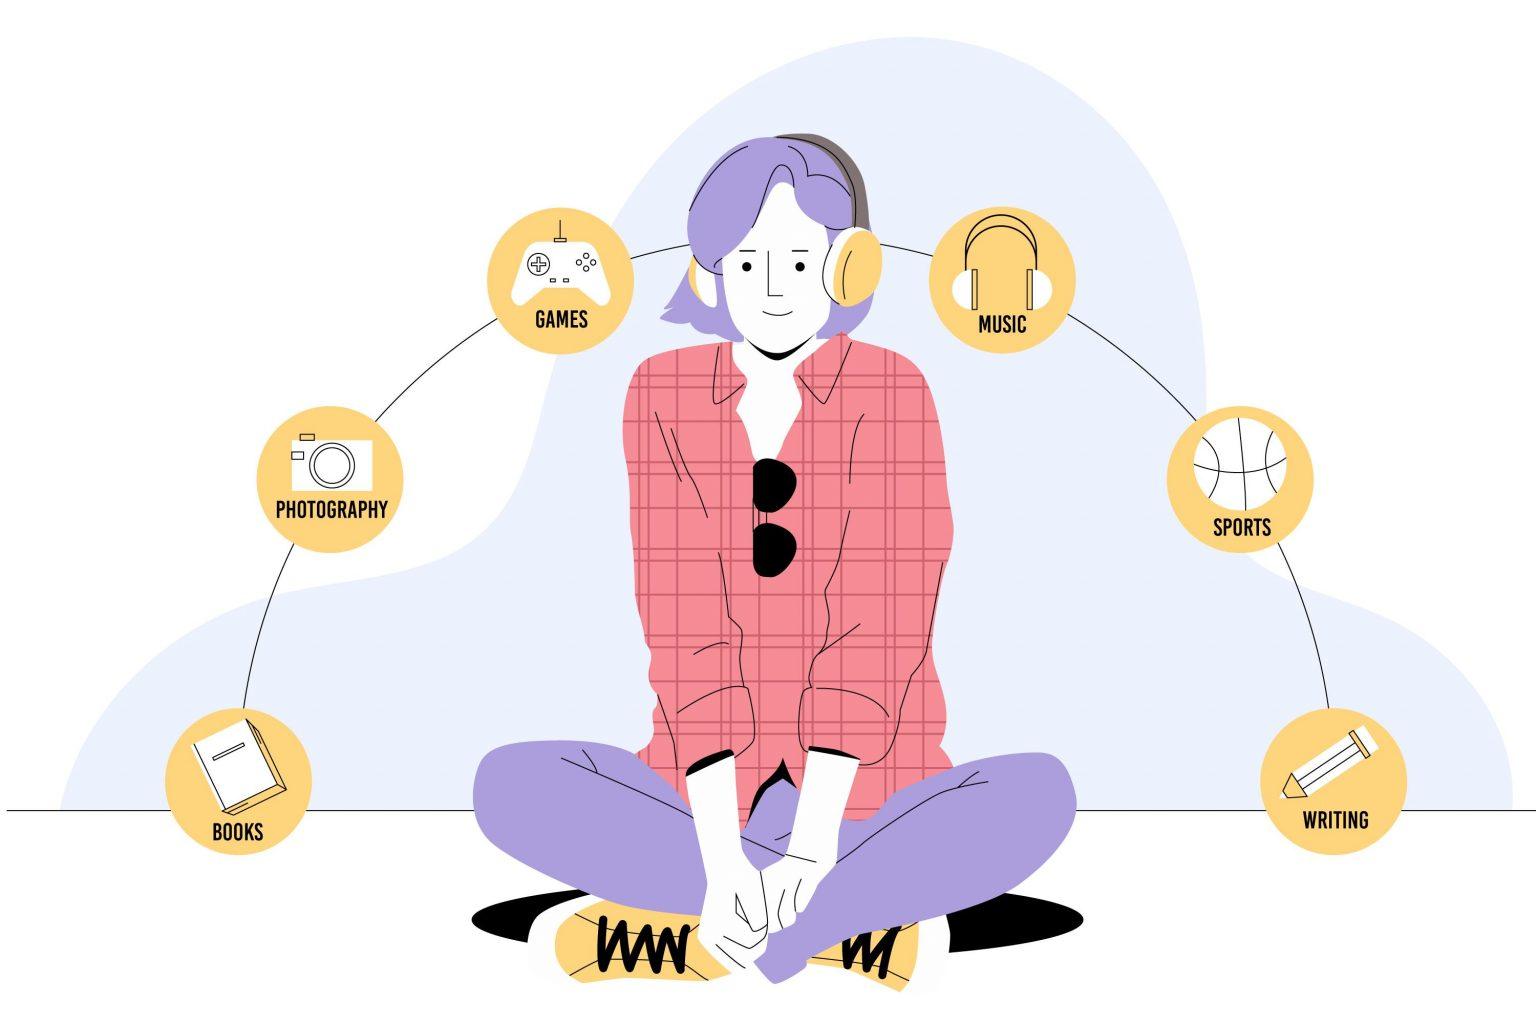 GAMES
MUSIC
PHOTOGRAPHY
SPORTS
BOOKS
WRITING